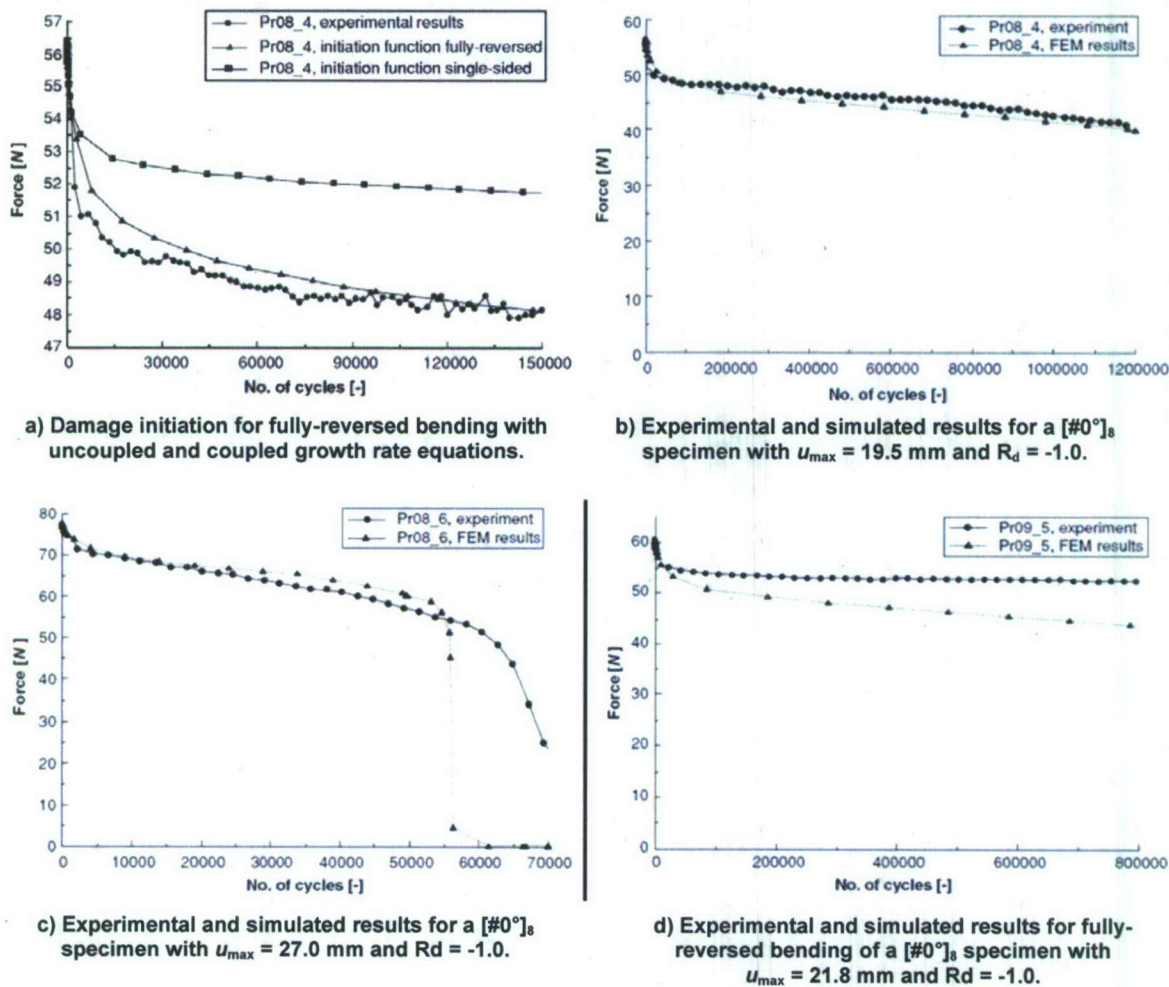 57
56
55
54
53
52
51
50
49
48
47
Force [N]
Pr08_4, experimental results
Pr08_4, initiation function fully-reversed
Pr08_4, initiation function single-sided
0
30000
60000
90000
120000
150000
No. of cycles [-]
a) Damage initiation for fully-reversed bending with
uncoupled and coupled growth rate equations.
60
50
40
30
20
10
0
Force [N]
Pr08_4, experiment
Pr08_4, FEM results
200000
400000
600000
800000
1000000
1200000
No. of cycles [-]
b) Experimental and simulated results for a [#0°]₈
specimen with umax = 19.5 mm and Rd = -1.0.
80
70
60
50
40
30
20
10
0
Force [N]
Pr08_6, experiment
Pr08_6, FEM results
0
10000
20000
30000
40000
50000
60000
70000
No. of cycles [-]
c) Experimental and simulated results for a [#0°]₈
specimen with umax = 27.0 mm and Rd = -1.0.
60
50
40
30
20
10
0
Force [N]
Pr09_5, experiment
Pr09_5, FEM results
0
200000
400000
600000
800000
No. of cycles [-]
d) Experimental and simulated results for fully-
reversed bending of a [#0°]₈ specimen with
umax = 21.8 mm and Rd = -1.0.